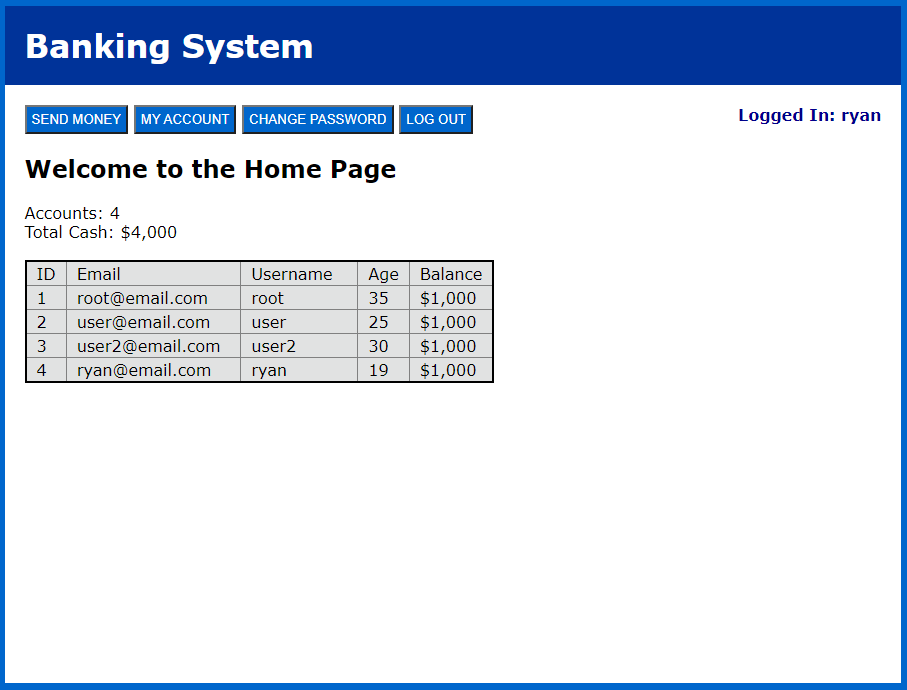 Banking System
SEND MONEY MY ACCOUNT CHANGE PASSWORD LOG OUT Logged In: ryan
Welcome to the Home Page
Accounts: 4
Total Cash: $4,000
ID Email Username Age Balance
1 root@email.com root 35 $1,000
2 user@email.com user 25 $1,000
3 user2@email.com user2 30 $1,000
4 ryan@email.com ryan 19 $1,000